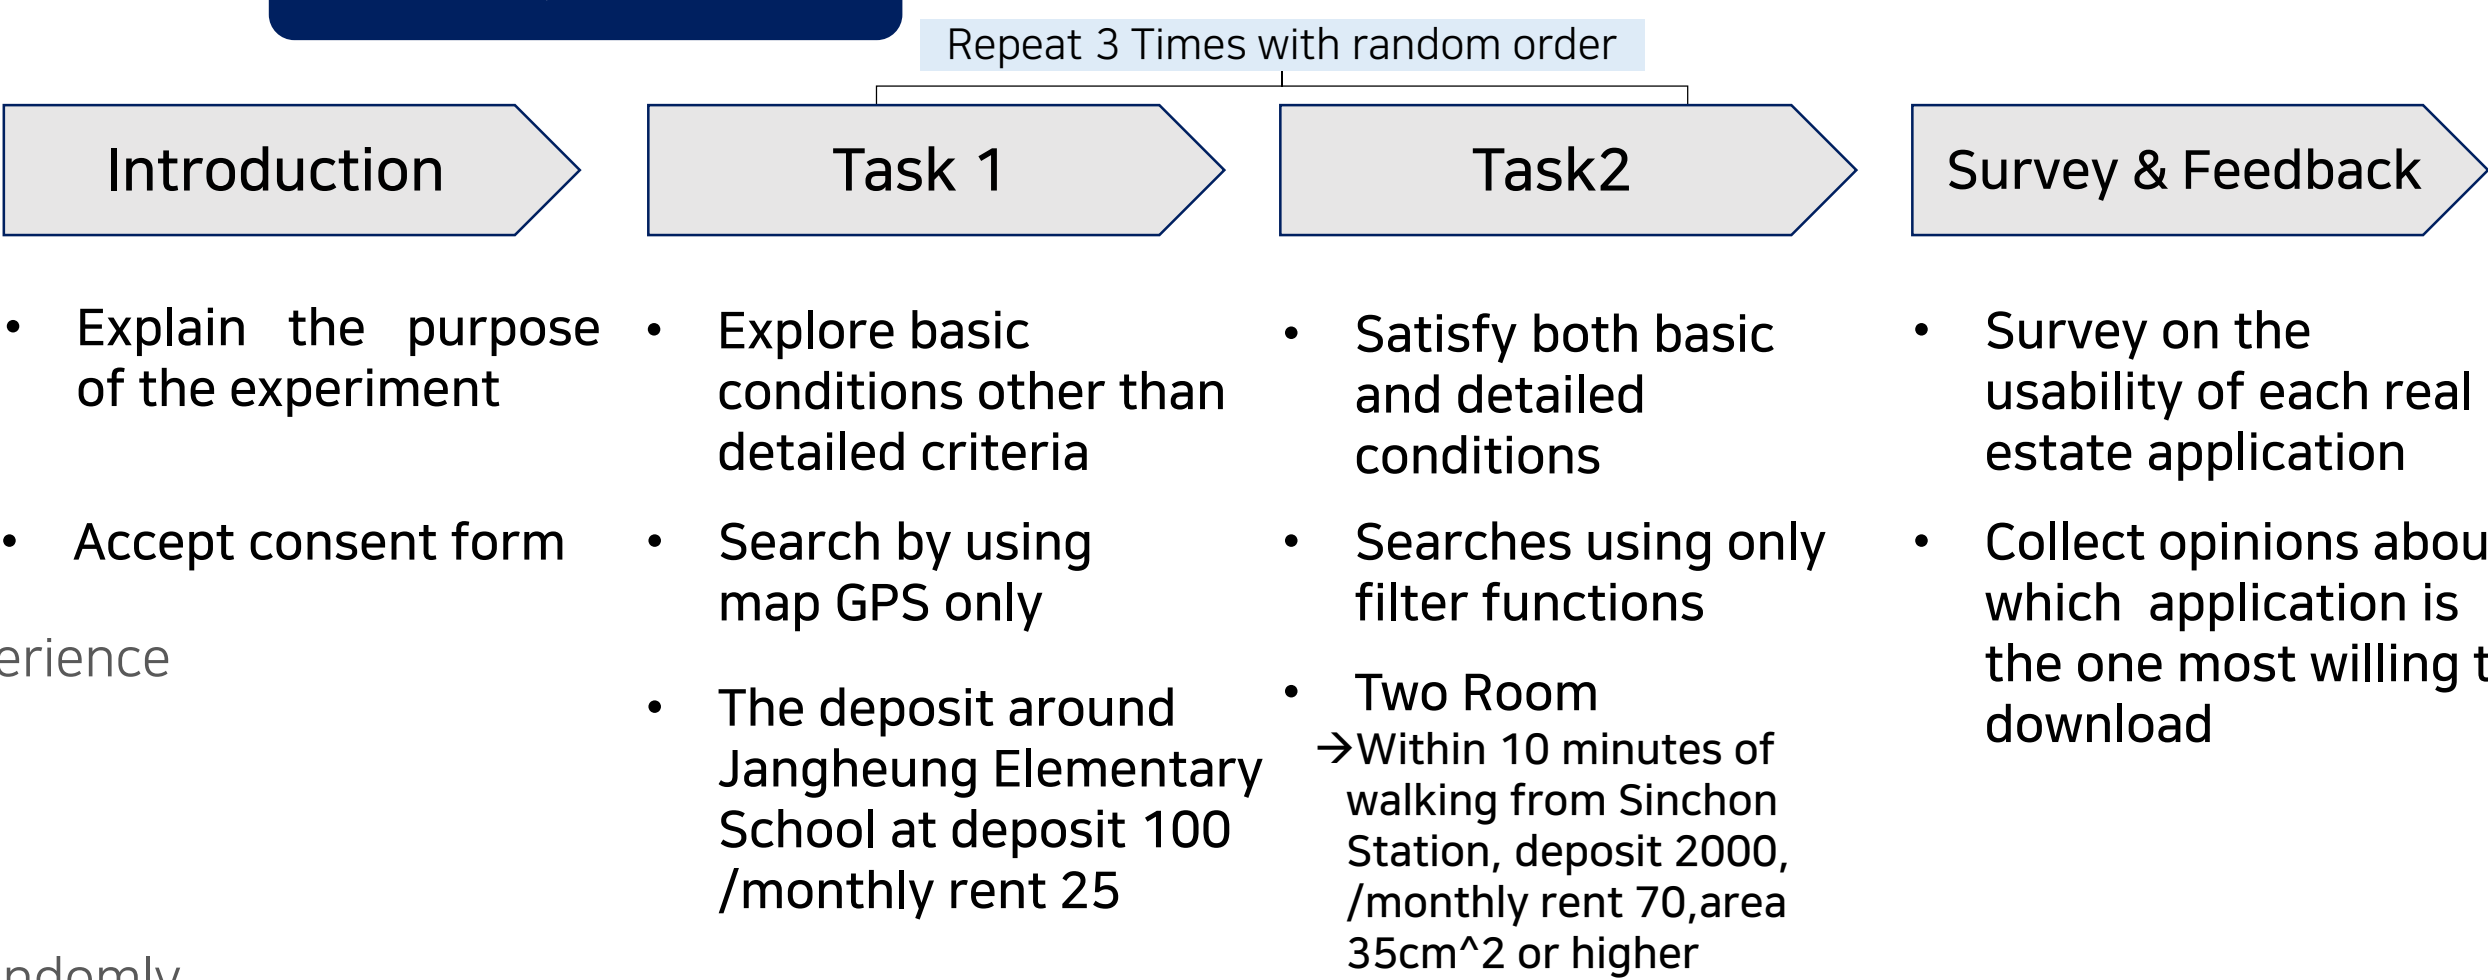 Repeat 3 Times with random order
Introduction
Task 1
Task2
Survey & Feedback
• Explain the purpose
of the experiment
• Accept consent form
• Explore basic
conditions other than
detailed criteria
• Search by using
map GPS only
• The deposit around
Jangheung Elementary
School at deposit 100
/monthly rent 25
• Satisfy both basic
and detailed
conditions
• Searches using only
filter functions
• Two Room
→Within 10 minutes of
walking from Sinchon
Station, deposit 2000,
/monthly rent 70,area
35cm^2 or higher
• Survey on the
usability of each real
estate application
• Collect opinions
which application is
the one most willing
download